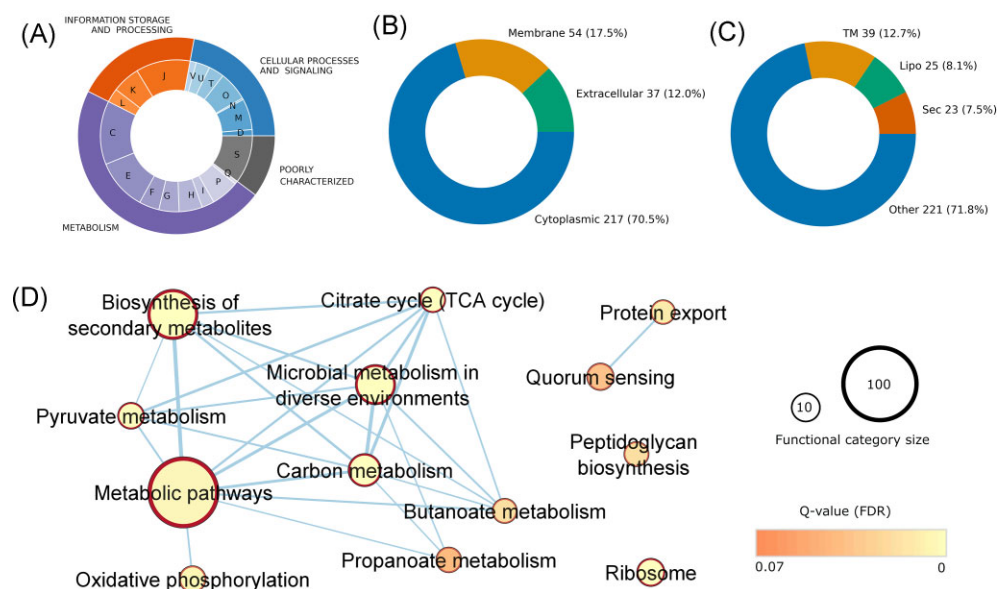 (A)
INFORMATION STORAGE
AND PROCESSING
CELLULAR PROCESSES
AND SIGNALING
POORLY
CHARACTERIZED
METABOLISM
J
K
L
C
E
F
G
H
I
P
Q
S
D
M
N
O
T
U
V
(B)
Membrane 54 (17.5%)
Extracellular 37 (12.0%)
Cytoplasmic 217 (70.5%)
(C)
TM 39 (12.7%)
Lipo 25 (8.1%)
Sec 23 (7.5%)
Other 221 (71.8%)
(D)
Biosynthesis of
secondary metabolites
Citrate cycle (TCA cycle)
Protein export
Microbial metabolism in
diverse environments
Quorum sensing
Pyruvate metabolism
Peptidoglycan
biosynthesis
Carbon metabolism
Metabolic pathways
Butanoate metabolism
Propanoate metabolism
Oxidative phosphorylation
Ribosome
10
100
Functional category size
Q-value (FDR)
0.07
0